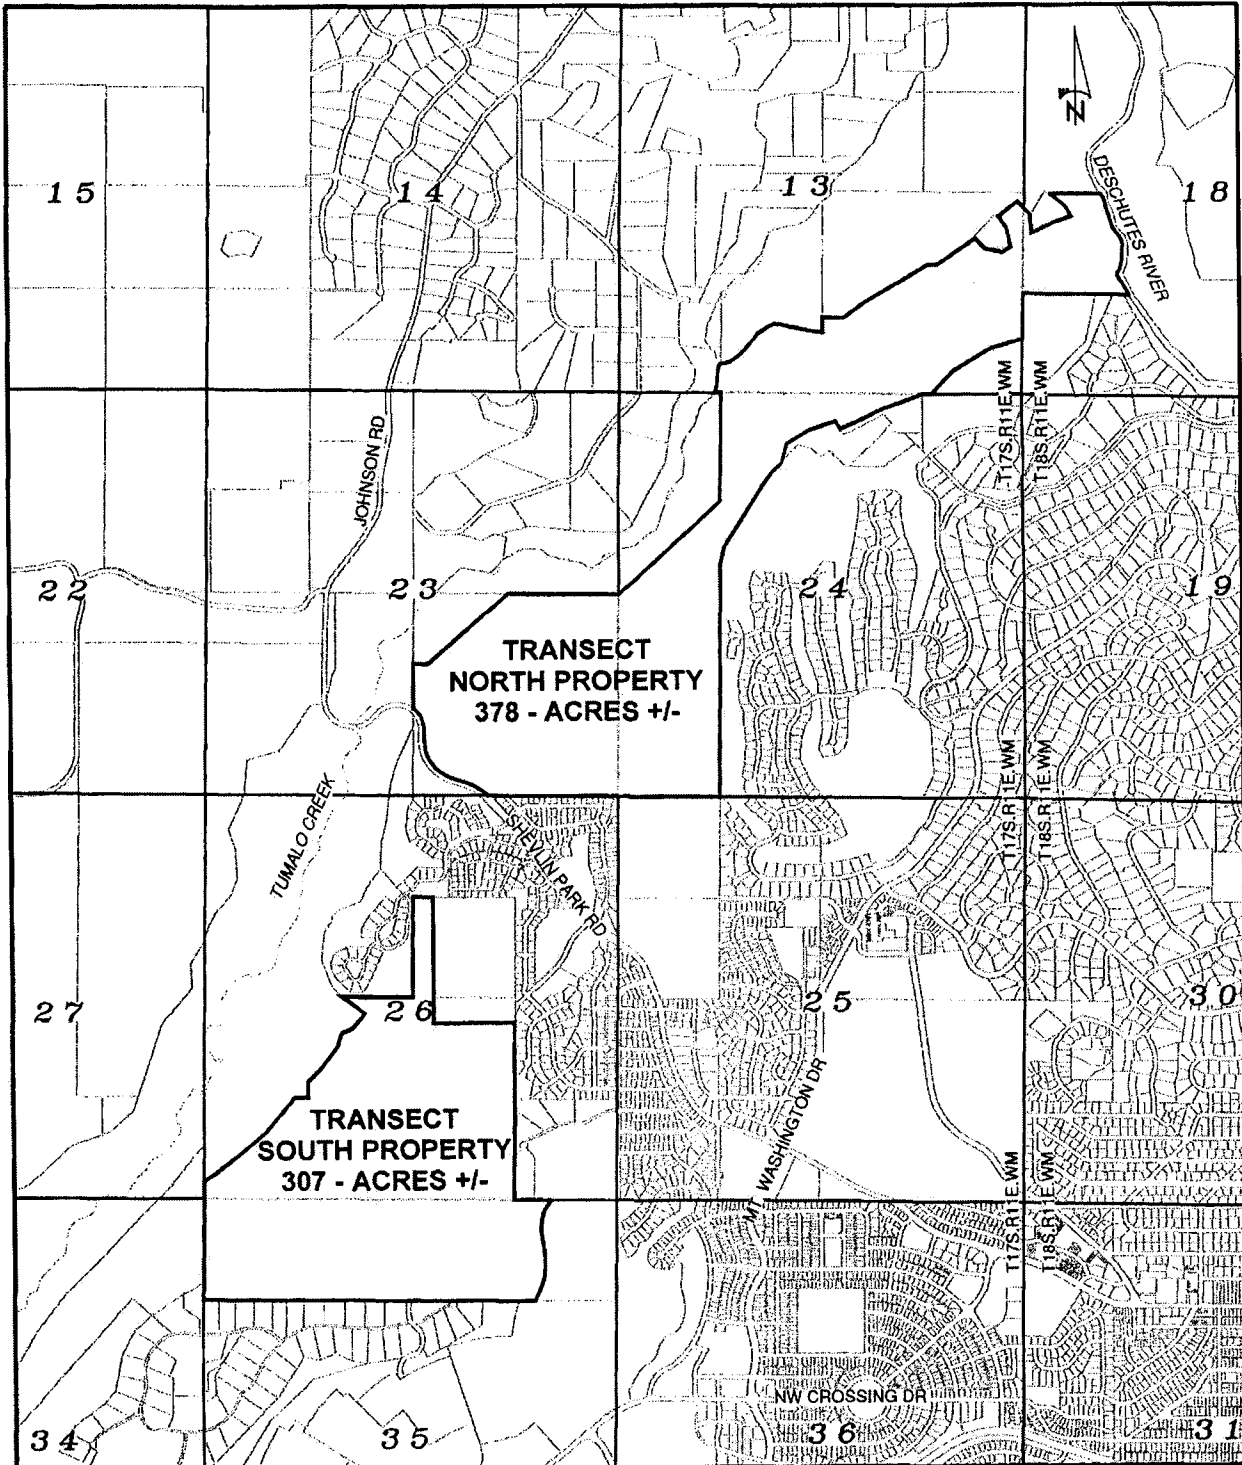 N
15
14
13
18
DESCHUTES RIVER
JOHNSON RD
T17S.R11E.WM
T18S.R11E.WM
22
23
24
19
TRANSECT
NORTH PROPERTY
378 - ACRES +/-
TUMALO CREEK
SHEVLIN PARK RD
T17S.R11E.WM
T18S.R11E.WM
27
26
25
30
MT. WASHINGTON DR
TRANSECT
SOUTH PROPERTY
307 - ACRES +/-
T17S.R11E.WM
T18S.R11E.WM
NW CROSSING DR
34
35
36
31